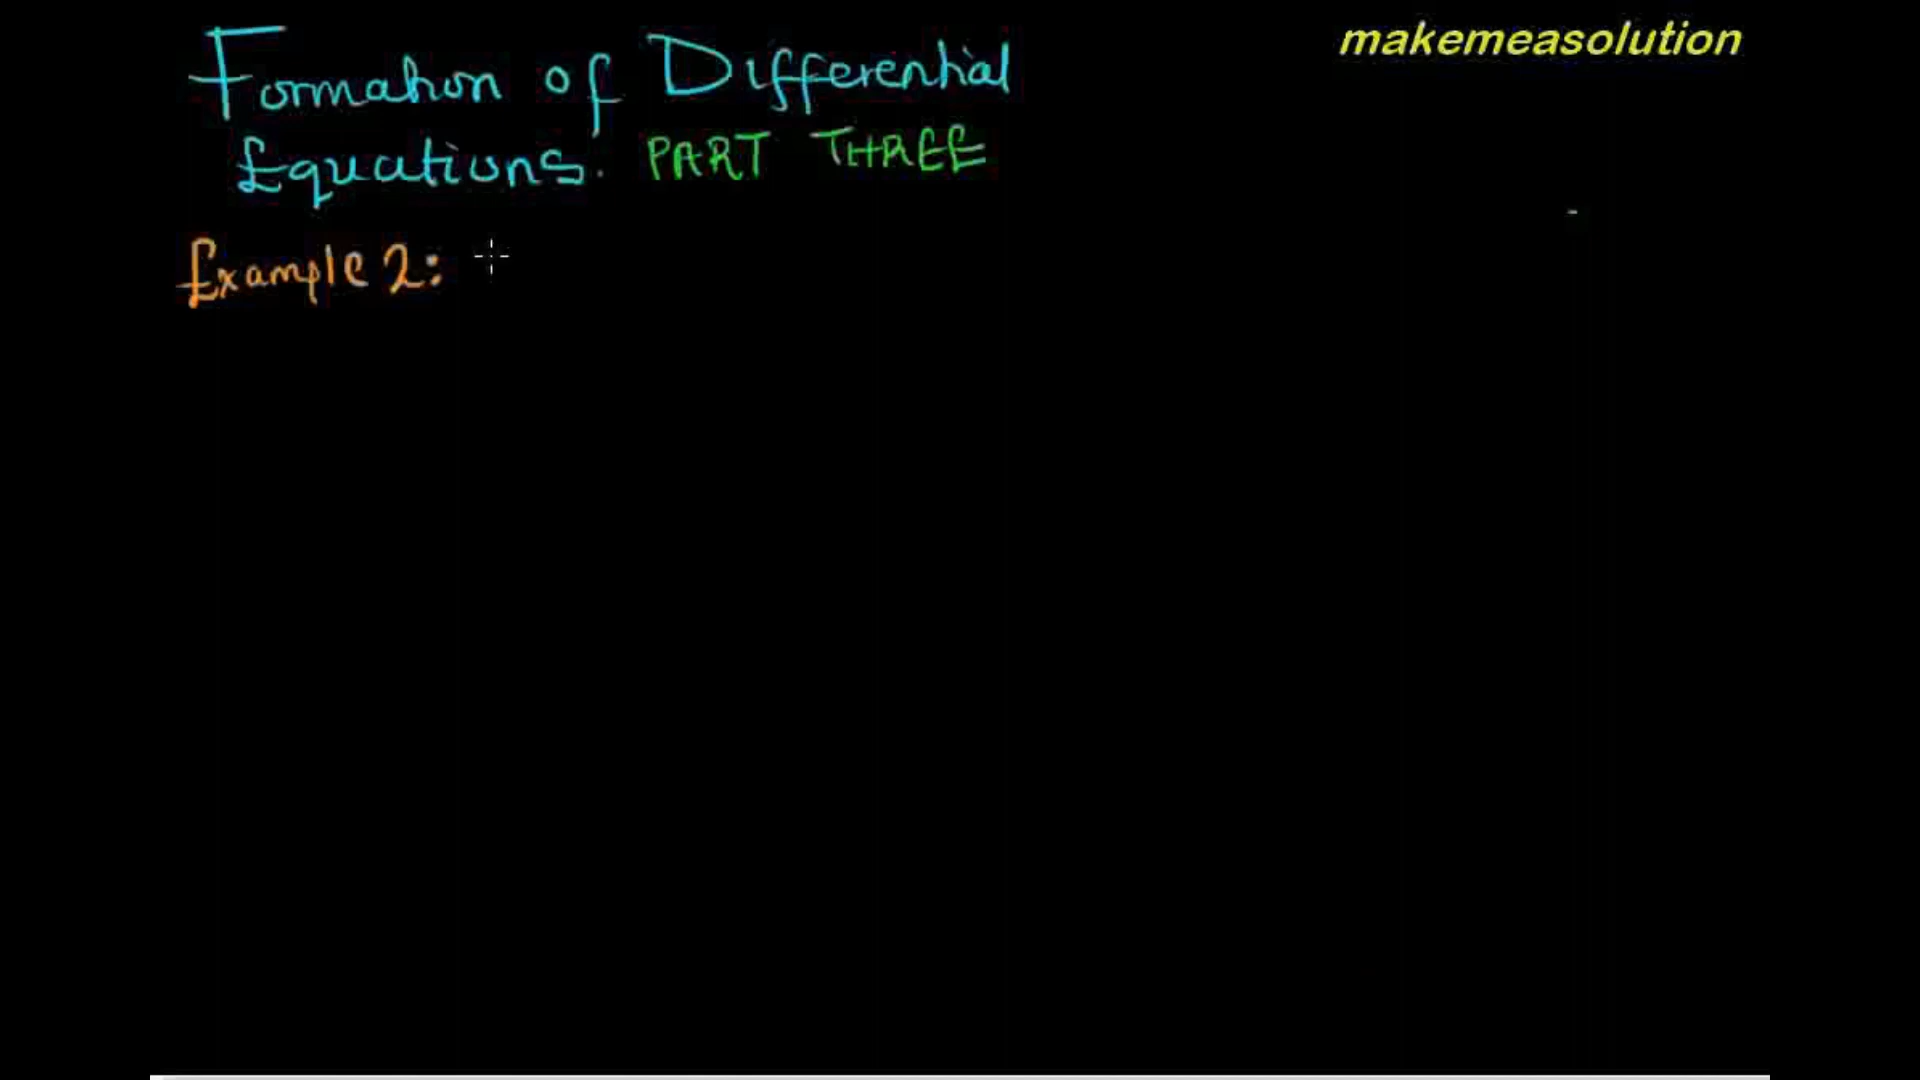 makemeasolution
Formation of Differential
Equations. PART THREE
Example 2: